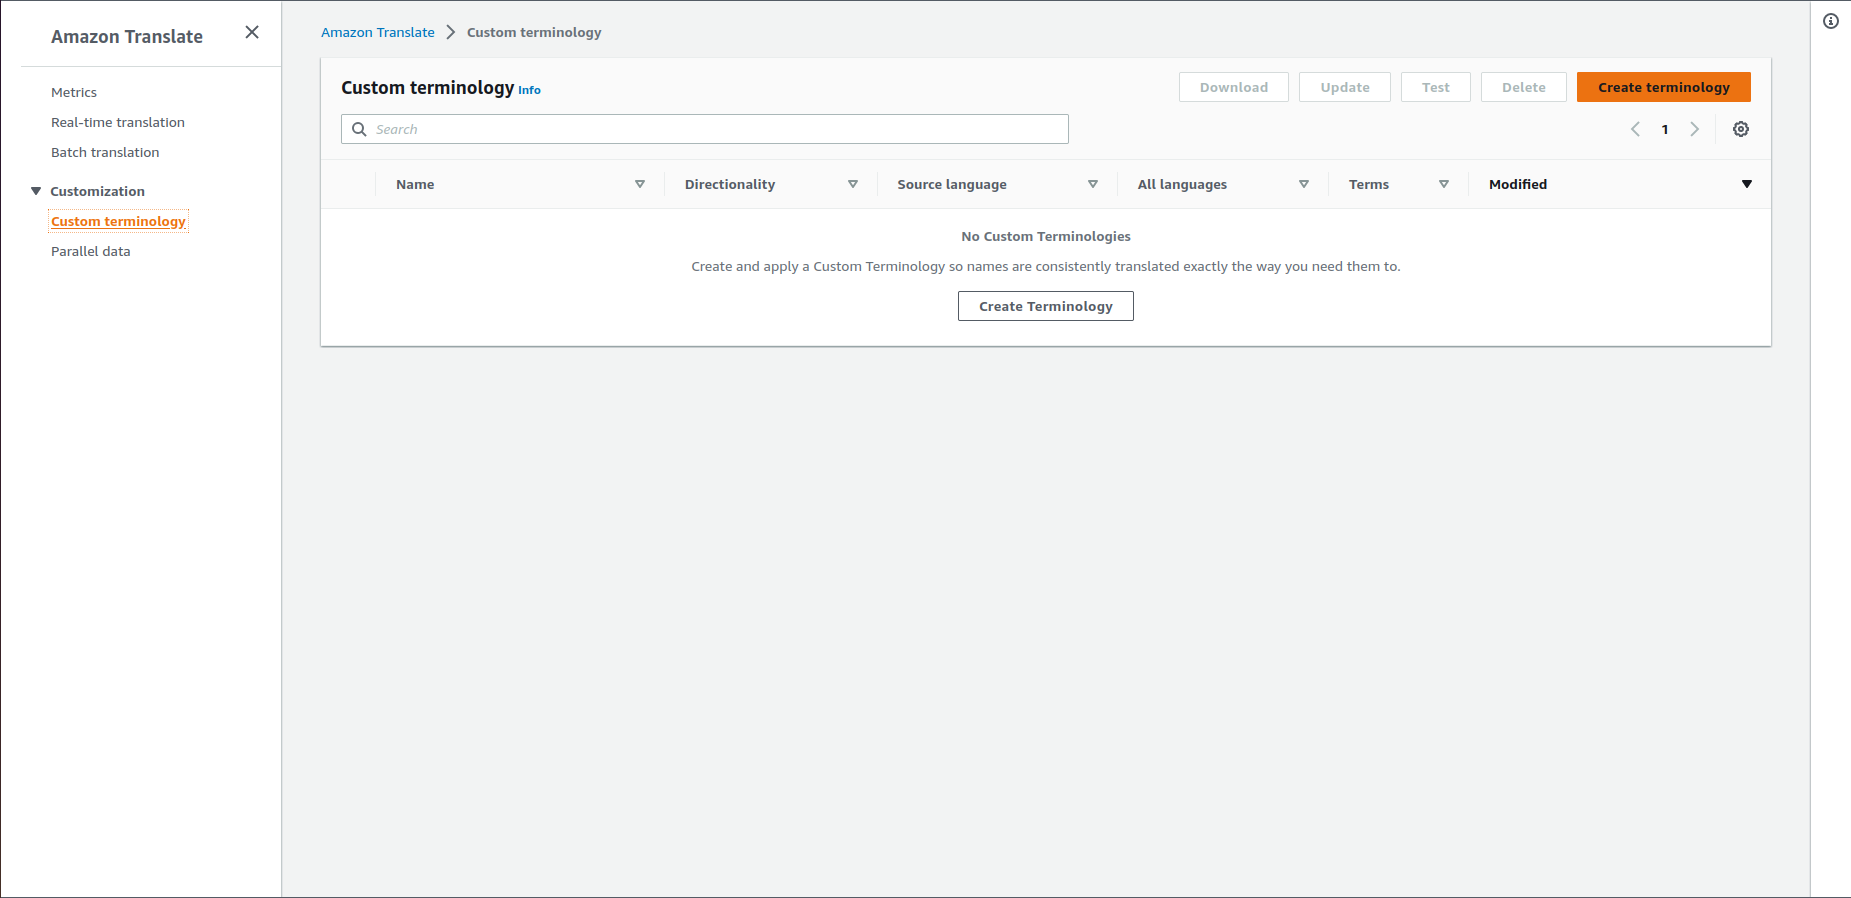 Amazon Translate
Metrics
Real-time translation
Batch translation
Customization
Custom terminology
Parallel data
Amazon Translate Custom terminology
Custom terminology Info
Download Update Test Delete Create terminology
Search
1
Name Directionality Source language All languages Terms Modified
No Custom Terminologies
Create and apply a Custom Terminology so names are consistently translated exactly the way you need them to.
Create Terminology